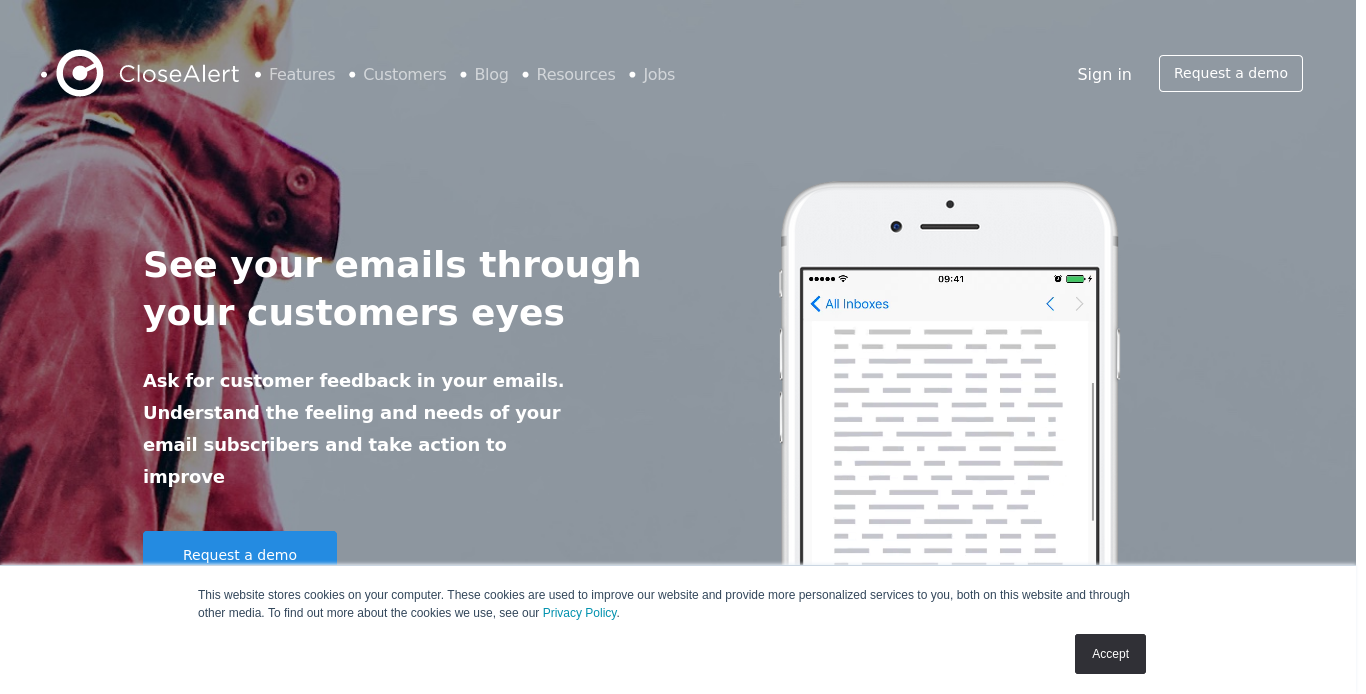 CloseAlert
Features
Customers
Blog
Resources
Jobs
Sign in
Request a demo
See your emails through
your customers eyes
Ask for customer feedback in your emails.
Understand the feeling and needs of your
email subscribers and take action to
improve
Request a demo
09:41
All Inboxes
This website stores cookies on your computer. These cookies are used to improve our website and provide more personalized services to you, both on this website and through
other media. To find out more about the cookies we use, see our Privacy Policy.
Accept